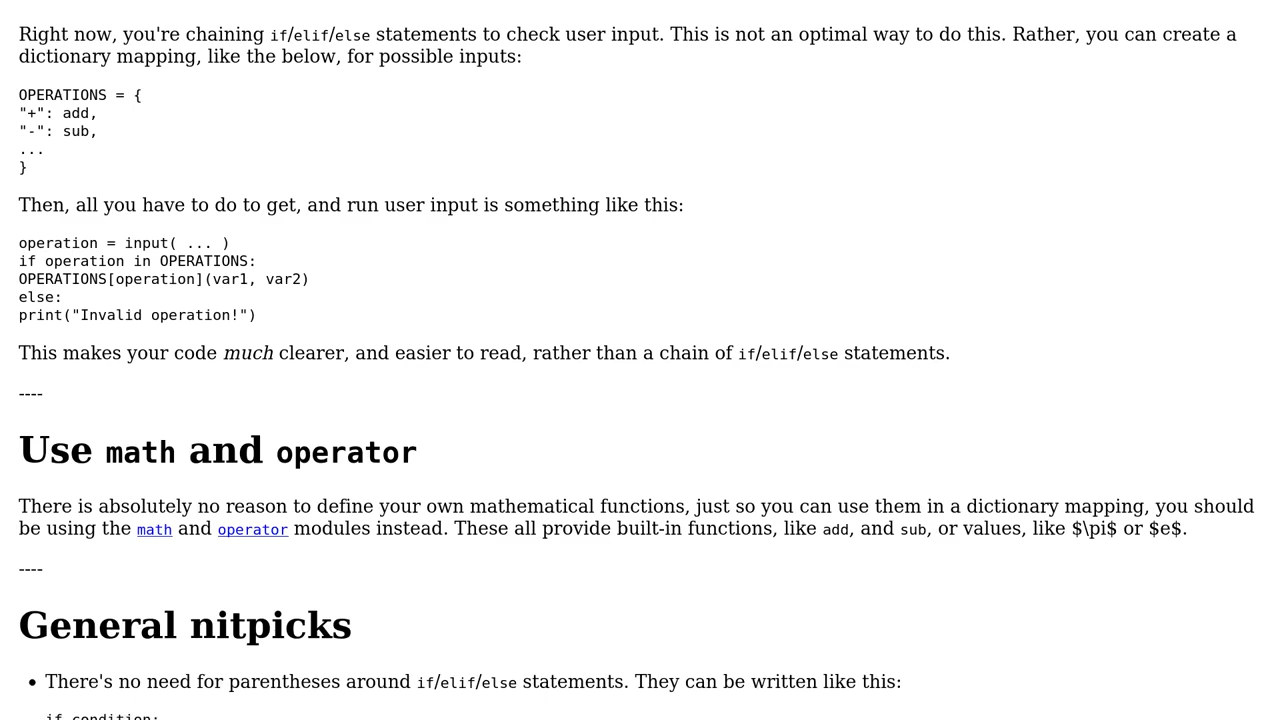 Right now, you're chaining if/elif/else statements to check user input. This is not an optimal way to do this. Rather, you can create a
dictionary mapping, like the below, for possible inputs:
OPERATIONS = {
"+": add,
"-": sub,
...
}
Then, all you have to do to get, and run user input is something like this:
operation = input( ... )
if operation in OPERATIONS:
OPERATIONS[operation](var1, var2)
else:
print("Invalid operation!")
This makes your code much clearer, and easier to read, rather than a chain of if/elif/else statements.
----
Use math and operator
There is absolutely no reason to define your own mathematical functions, just so you can use them in a dictionary mapping, you should
be using the math and operator modules instead. These all provide built-in functions, like add, and sub, or values, like $\pi$ or $e$.
----
General nitpicks
• There's no need for parentheses around if/elif/else statements. They can be written like this:
if condition: